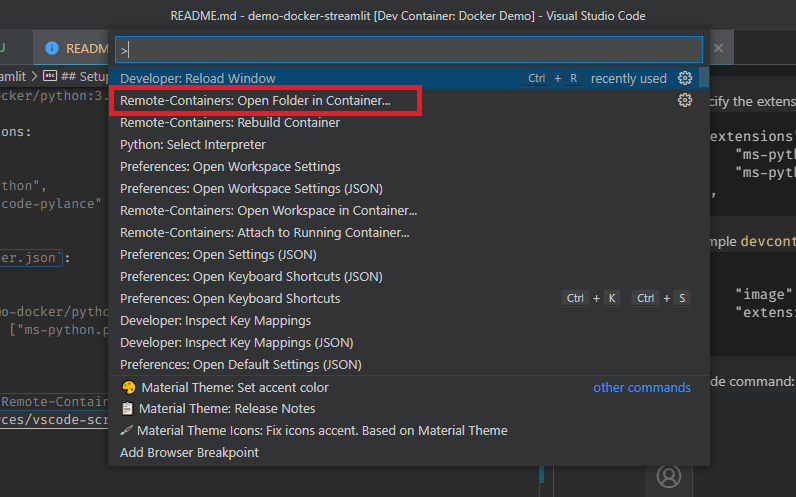 README.md - demo-docker-streamlit [Dev Container: Docker Demo] - Visual Studio Code
README
>
amlit > ## Setup
Developer: Reload Window Ctrl + R recently used
Remote-Containers: Open Folder in Container...
Remote-Containers: Rebuild Container
Python: Select Interpreter
Preferences: Open Workspace Settings
Preferences: Open Workspace Settings (JSON)
Remote-Containers: Open Workspace in Container...
Remote-Containers: Attach to Running Container...
Preferences: Open Settings (JSON)
Preferences: Open Keyboard Shortcuts (JSON)
Preferences: Open Keyboard Shortcuts Ctrl + K Ctrl + S
Developer: Inspect Key Mappings
Developer: Inspect Key Mappings (JSON)
Preferences: Open Default Settings (JSON)
Material Theme: Set accent color other commands
Material Theme: Release Notes
Material Theme Icons: Fix icons accent. Based on Material Theme
Add Browser Breakpoint
ocker/python:3.
ons:
thon",
code-pylance"
er.json`:
mo-docker/pytho
["ms-python.p
Remote-Contain
rces/vscode-scr
cify the extens
extensions"
"ms-pyth
"ms-pyth
,
mple devcont
"image"
"extensi
de command: